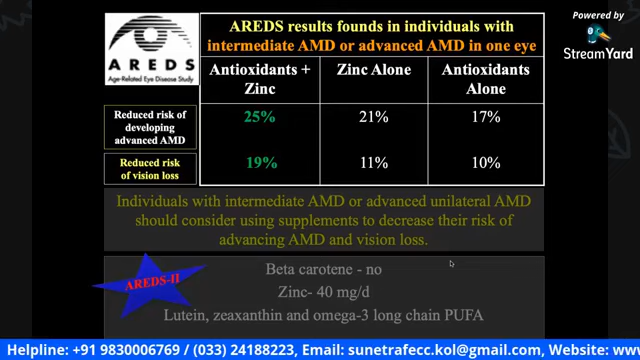 Powered by
StreamYard
AREDS results founds in individuals with
intermediate AMD or advanced AMD in one eye
AREDS
Age-Related Eye Disease Study
Antioxidants +
Zinc
Zinc Alone
Antioxidants
Alone
Reduced risk of
developing
advanced AMD
25%
21%
17%
Reduced risk
of vision loss
19%
11%
10%
Individuals with intermediate AMD or advanced unilateral AMD
should consider using supplements to decrease their risk of
advancing AMD and vision loss.
AREDS-II
Beta carotene - no
Zinc- 40 mg/d
Lutein, zeaxanthin and omega-3 long chain PUFA
Helpline: +91 9830006769 / (033) 24188223, Email: sunetrafecc.kol@gmail.com, Website: www